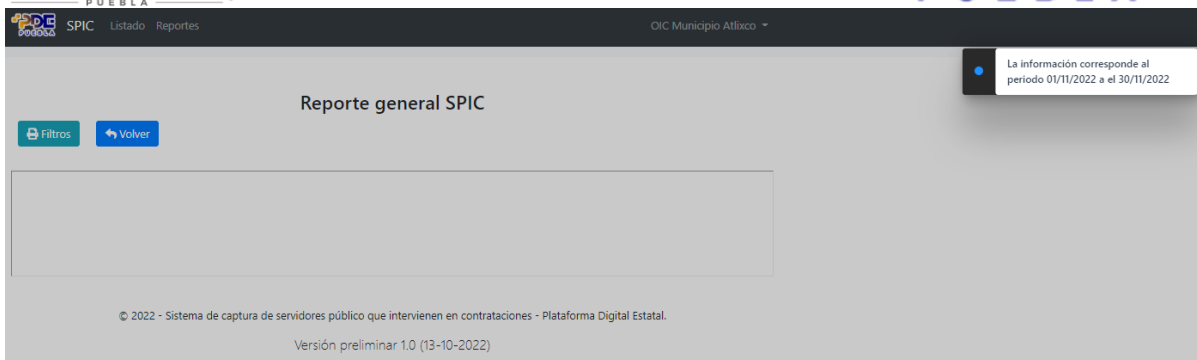 PUEBLA
PDE
PUEBLA
SPIC Listado Reportes OIC Municipio Atlixco
La información corresponde al
periodo 01/11/2022 a el 30/11/2022
Reporte general SPIC
Filtros Volver
© 2022 - Sistema de captura de servidores público que intervienen en contrataciones - Plataforma Digital Estatal.
Versión preliminar 1.0 (13-10-2022)